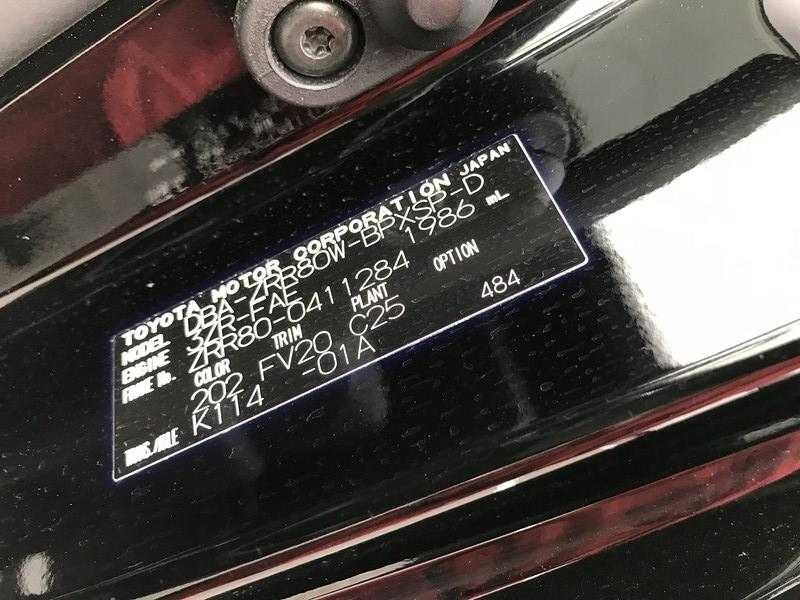 TOYOTA MOTOR CORPORATION JAPAN
MODEL DBA-ZRR80W-BPXSP-D
ENGINE 3ZR-FAE 1986 mL
FRAME No. ZRR80-0411284
COLOR TRIM PLANT OPTION
202 FV20 C25 484
TRANS./AXLE K114 -01A